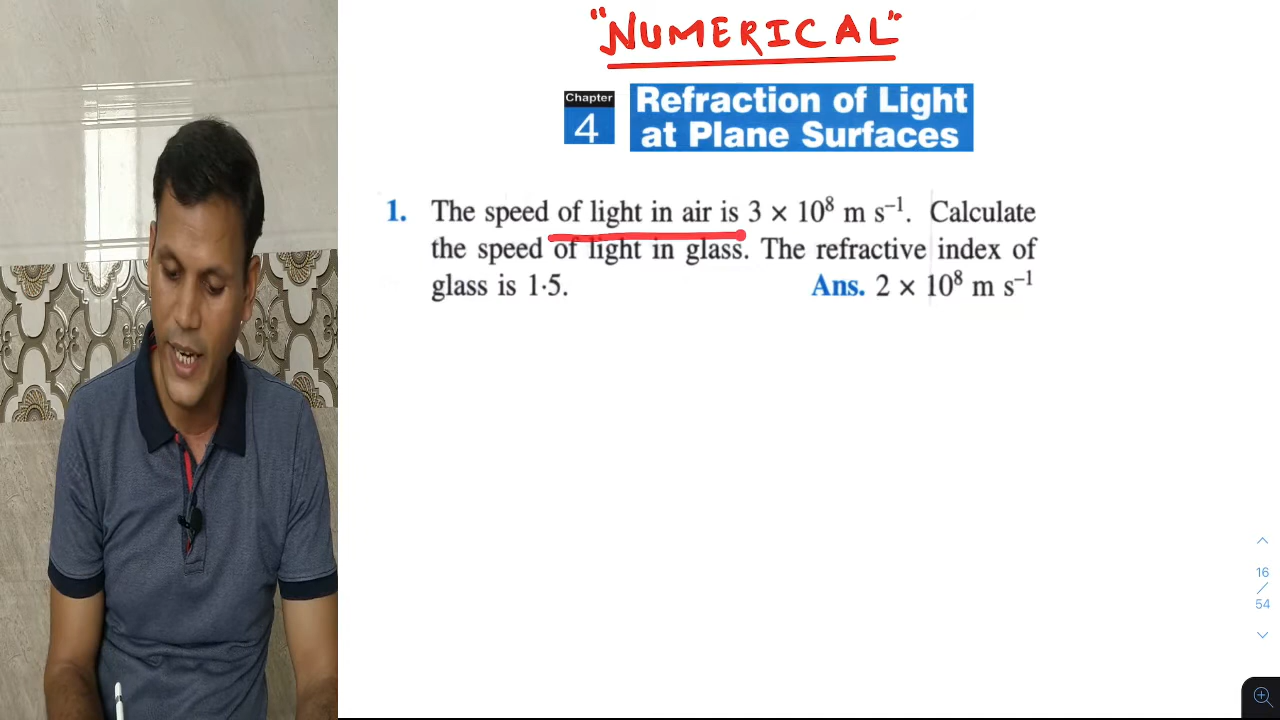 "NUMERICAL"
Chapter
4
Refraction of Light
at Plane Surfaces
1. The speed of light in air is 3 × 10⁸ m s⁻¹. Calculate
the speed of light in glass. The refractive index of
glass is 1·5. Ans. 2 × 10⁸ m s⁻¹
16
/
54